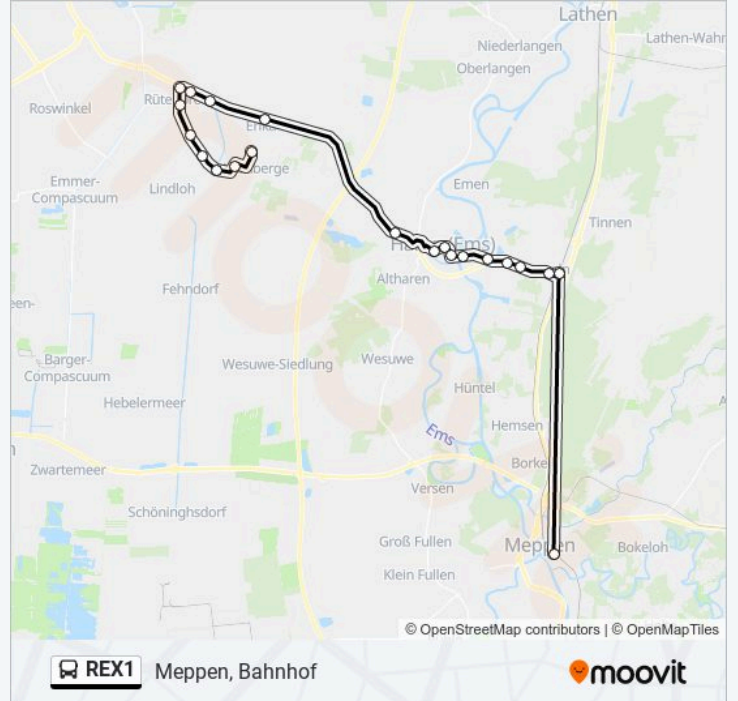 Lathen
Niederlangen
Lathen-Wahn
Oberlangen
Roswinkel
Emmer-
Compascuum
Lindloh
Emen
Tinnen
Altharen
Fehndorf
Barger-
Compascuum
Wesuwe-Siedlung
Wesuwe
Hüntel
Hebelermeer
Hemsen
Ems
Zwartemeer
Versen
Schöninghsdorf
Groß Fullen
Meppen
Bokeloh
Klein Fullen
© OpenStreetMap contributors | © OpenMapTiles
REX1 Meppen, Bahnhof
moovit